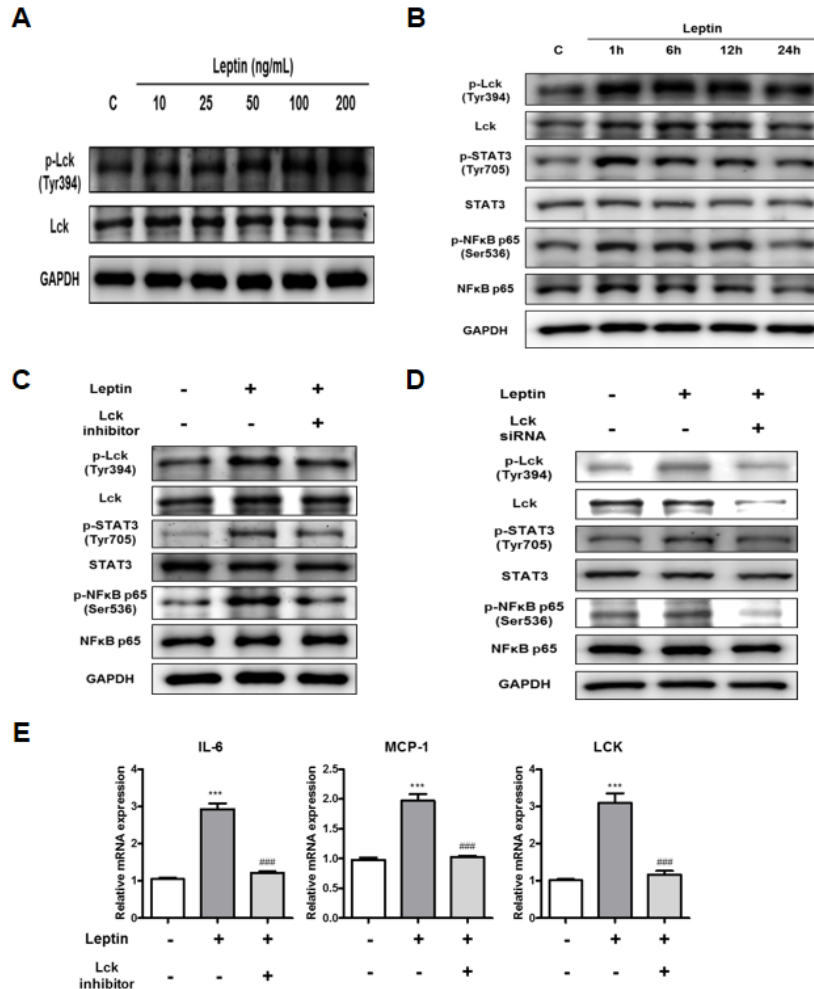 A
Leptin (ng/mL)
C 10 25 50 100 200
p-Lck
(Tyr394)
Lck
GAPDH
B
Leptin
C 1h 6h 12h 24h
p-Lck
(Tyr394)
Lck
p-STAT3
(Tyr705)
STAT3
p-NFκB p65
(Ser536)
NFκB p65
GAPDH
C
Leptin - + +
Lck
inhibitor - - +
p-Lck
(Tyr394)
Lck
p-STAT3
(Tyr705)
STAT3
p-NFκB p65
(Ser536)
NFκB p65
GAPDH
D
Leptin - + +
Lck
siRNA - - +
p-Lck
(Tyr394)
Lck
p-STAT3
(Tyr705)
STAT3
p-NFκB p65
(Ser536)
NFκB p65
GAPDH
E
IL-6
Relative mRNA expression
4
3
2
1
0
***
###
MCP-1
Relative mRNA expression
2.5
2.0
1.5
1.0
0.5
0.0
***
###
LCK
Relative mRNA expression
4
3
2
1
0
***
###
Leptin - + + - + + - + +
Lck
inhibitor - - + - - + - - +